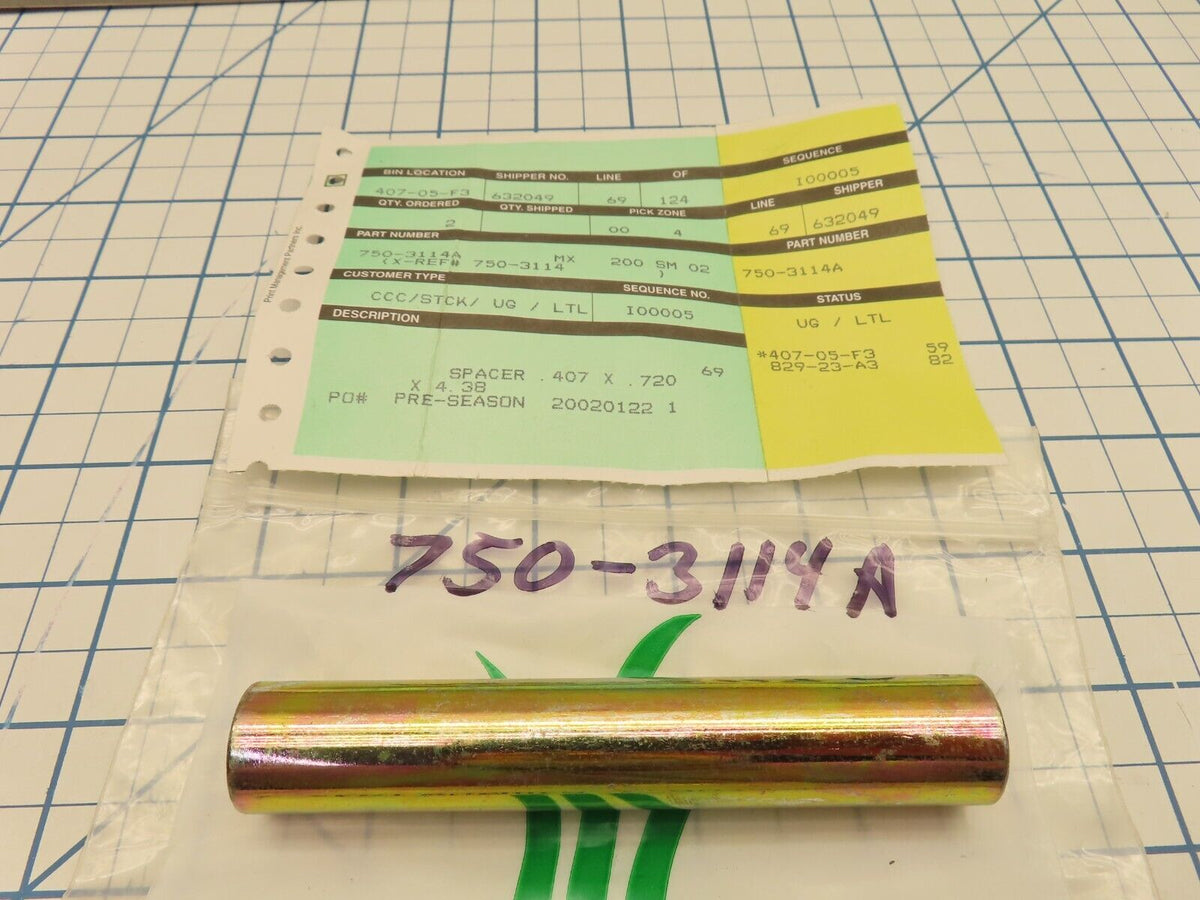 Print Management Partners Inc.
BIN LOCATION SHIPPER NO. LINE OF
407-05-F3 632049 69 124
QTY. ORDERED QTY. SHIPPED PICK ZONE
2 00 4
PART NUMBER
750-3114A MX 200 SM 02
(X-REF# 750-3114 )
CUSTOMER TYPE SEQUENCE NO.
CCC/STCK/ UG / LTL I00005
DESCRIPTION
SPACER .407 X .720 69
X 4.38
PO# PRE-SEASON 20020122 1
SEQUENCE
I00005
LINE SHIPPER
69 632049
PART NUMBER
750-3114A
STATUS
UG / LTL
*407-05-F3 59
829-23-A3 82
750-3114A